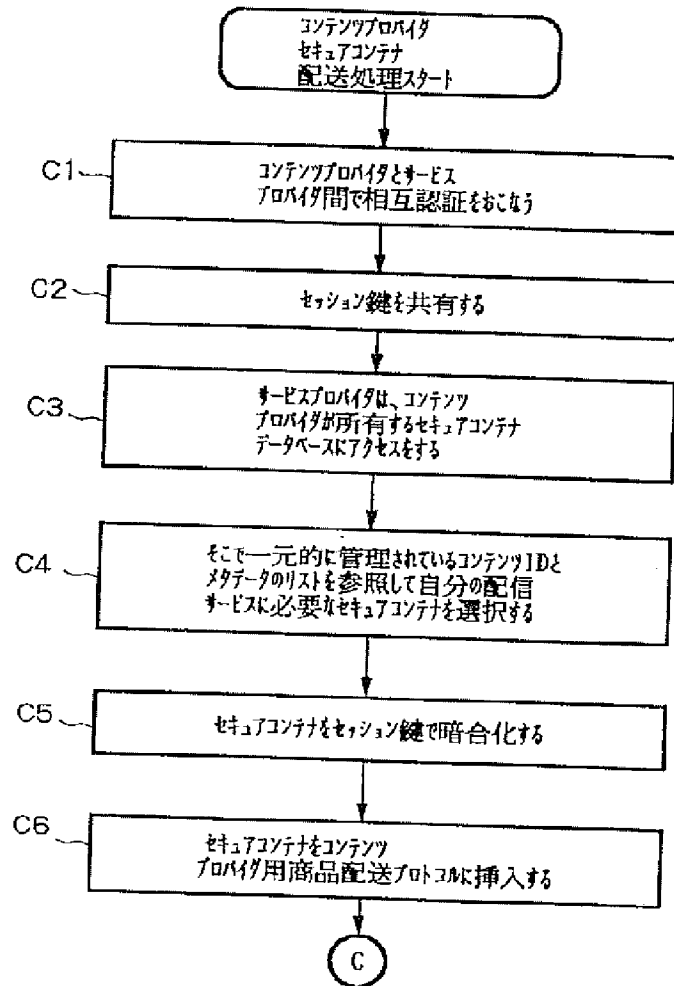 コンテンツプロバイダ
セキュアコンテナ
配送処理スタート
C1
コンテンツプロバイダとサービス
プロバイダ間で相互認証をおこなう
C2
セッション鍵を共有する
C3
サービスプロバイダは、コンテンツ
プロバイダが所有するセキュアコンテナ
データベースにアクセスをする
C4
そこで一元的に管理されているコンテンツIDと
メタデータのリストを参照して自分の配信
サービスに必要なセキュアコンテナを選択する
C5
セキュアコンテナをセッション鍵で暗合化する
C6
セキュアコンテナをコンテンツ
プロバイダ用商品配送プロトコルに挿入する
C